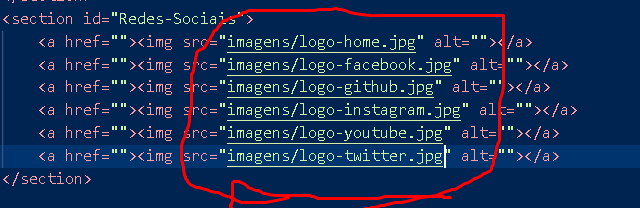 <section id="Redes-Sociais">
<a href=""><img src="imagens/logo-home.jpg" alt=""></a>
<a href=""><img src="imagens/logo-facebook.jpg" alt=""></a>
<a href=""><img src="imagens/logo-github.jpg" alt=""></a>
<a href=""><img src="imagens/logo-instagram.jpg" alt=""></a>
<a href=""><img src="imagens/logo-youtube.jpg" alt=""></a>
<a href=""><img src="imagens/logo-twitter.jpg" alt=""></a>
</section>